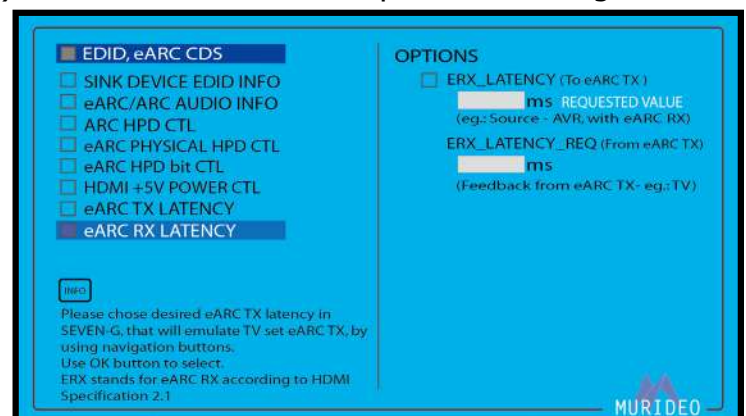 EDID, eARC CDS
SINK DEVICE EDID INFO
eARC/ARC AUDIO INFO
ARC HPD CTL
eARC PHYSICAL HPD CTL
eARC HPD bit CTL
HDMI +5V POWER CTL
eARC TX LATENCY
eARC RX LATENCY
INFO
Please chose desired eARC TX latency in
SEVEN-G, that will emulate TV set eARC TX, by
using navigation buttons.
Use OK button to select.
ERX stands for eARC RX according to HDMI
Specification 2.1
OPTIONS
ERX_LATENCY (To eARC TX )
ms REQUESTED VALUE
(eg.: Source - AVR, with eARC RX)
ERX_LATENCY_REQ (From eARC TX)
ms
(Feedback from eARC TX- eg.: TV)
MURIDEO